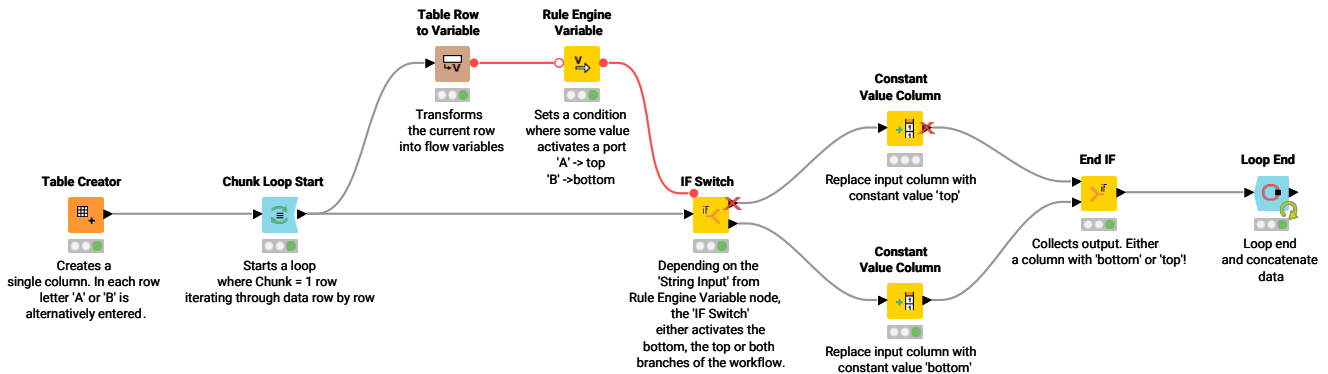 Table Row
to Variable
Transforms
the current row
into flow variables
Rule Engine
Variable
V
Sets a condition
where some value
activates a port
'A' -> top
'B' ->bottom
Table Creator
Creates a
single column. In each row
letter 'A' or 'B' is
alternatively entered.
Chunk Loop Start
Starts a loop
where Chunk = 1 row
iterating through data row by row
IF Switch
IF
Depending on the
'String Input' from
Rule Engine Variable node,
the 'IF Switch'
either activates the
bottom, the top or both
branches of the workflow.
Constant
Value Column
Replace input column with
constant value 'top'
Constant
Value Column
Replace input column with
constant value 'bottom'
End IF
IF
Collects output. Either
a column with 'bottom' or 'top'!
Loop End
Loop end
and concatenate
data